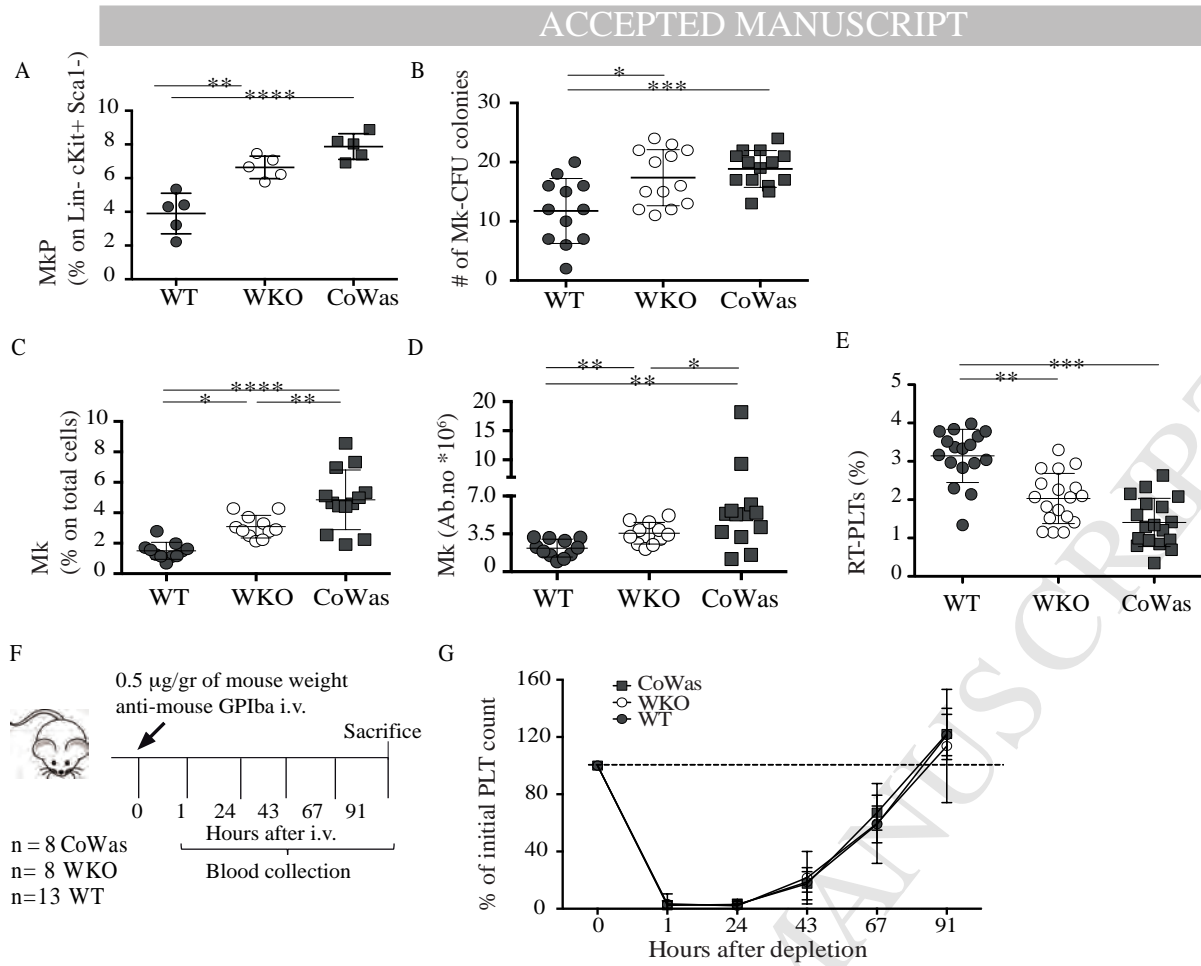 ACCEPTED MANUSCRIPT
A
**
****
MkP
(% on Lin- cKit+ Sca1-)
10
8
6
4
2
0
WT WKO CoWas
B
*
***
# of Mk-CFU colonies
30
20
10
0
WT WKO CoWas
C
****
* **
Mk
(% on total cells)
10
8
6
4
2
0
WT WKO CoWas
D
** *
**
Mk (Ab.no *10⁶)
20
15
10
7.0
3.5
0
WT WKO CoWas
E
***
**
RT-PLTs (%)
5
4
3
2
1
0
WT WKO CoWas
F
0.5 µg/gr of mouse weight
anti-mouse GPIba i.v.
Sacrifice
0 1 24 43 67 91
Hours after i.v.
Blood collection
n = 8 CoWas
n= 8 WKO
n=13 WT
G
% of initial PLT count
160
120
80
40
0
CoWas
WKO
WT
0 1 24 43 67 91
Hours after depletion
MANUSCRIPT